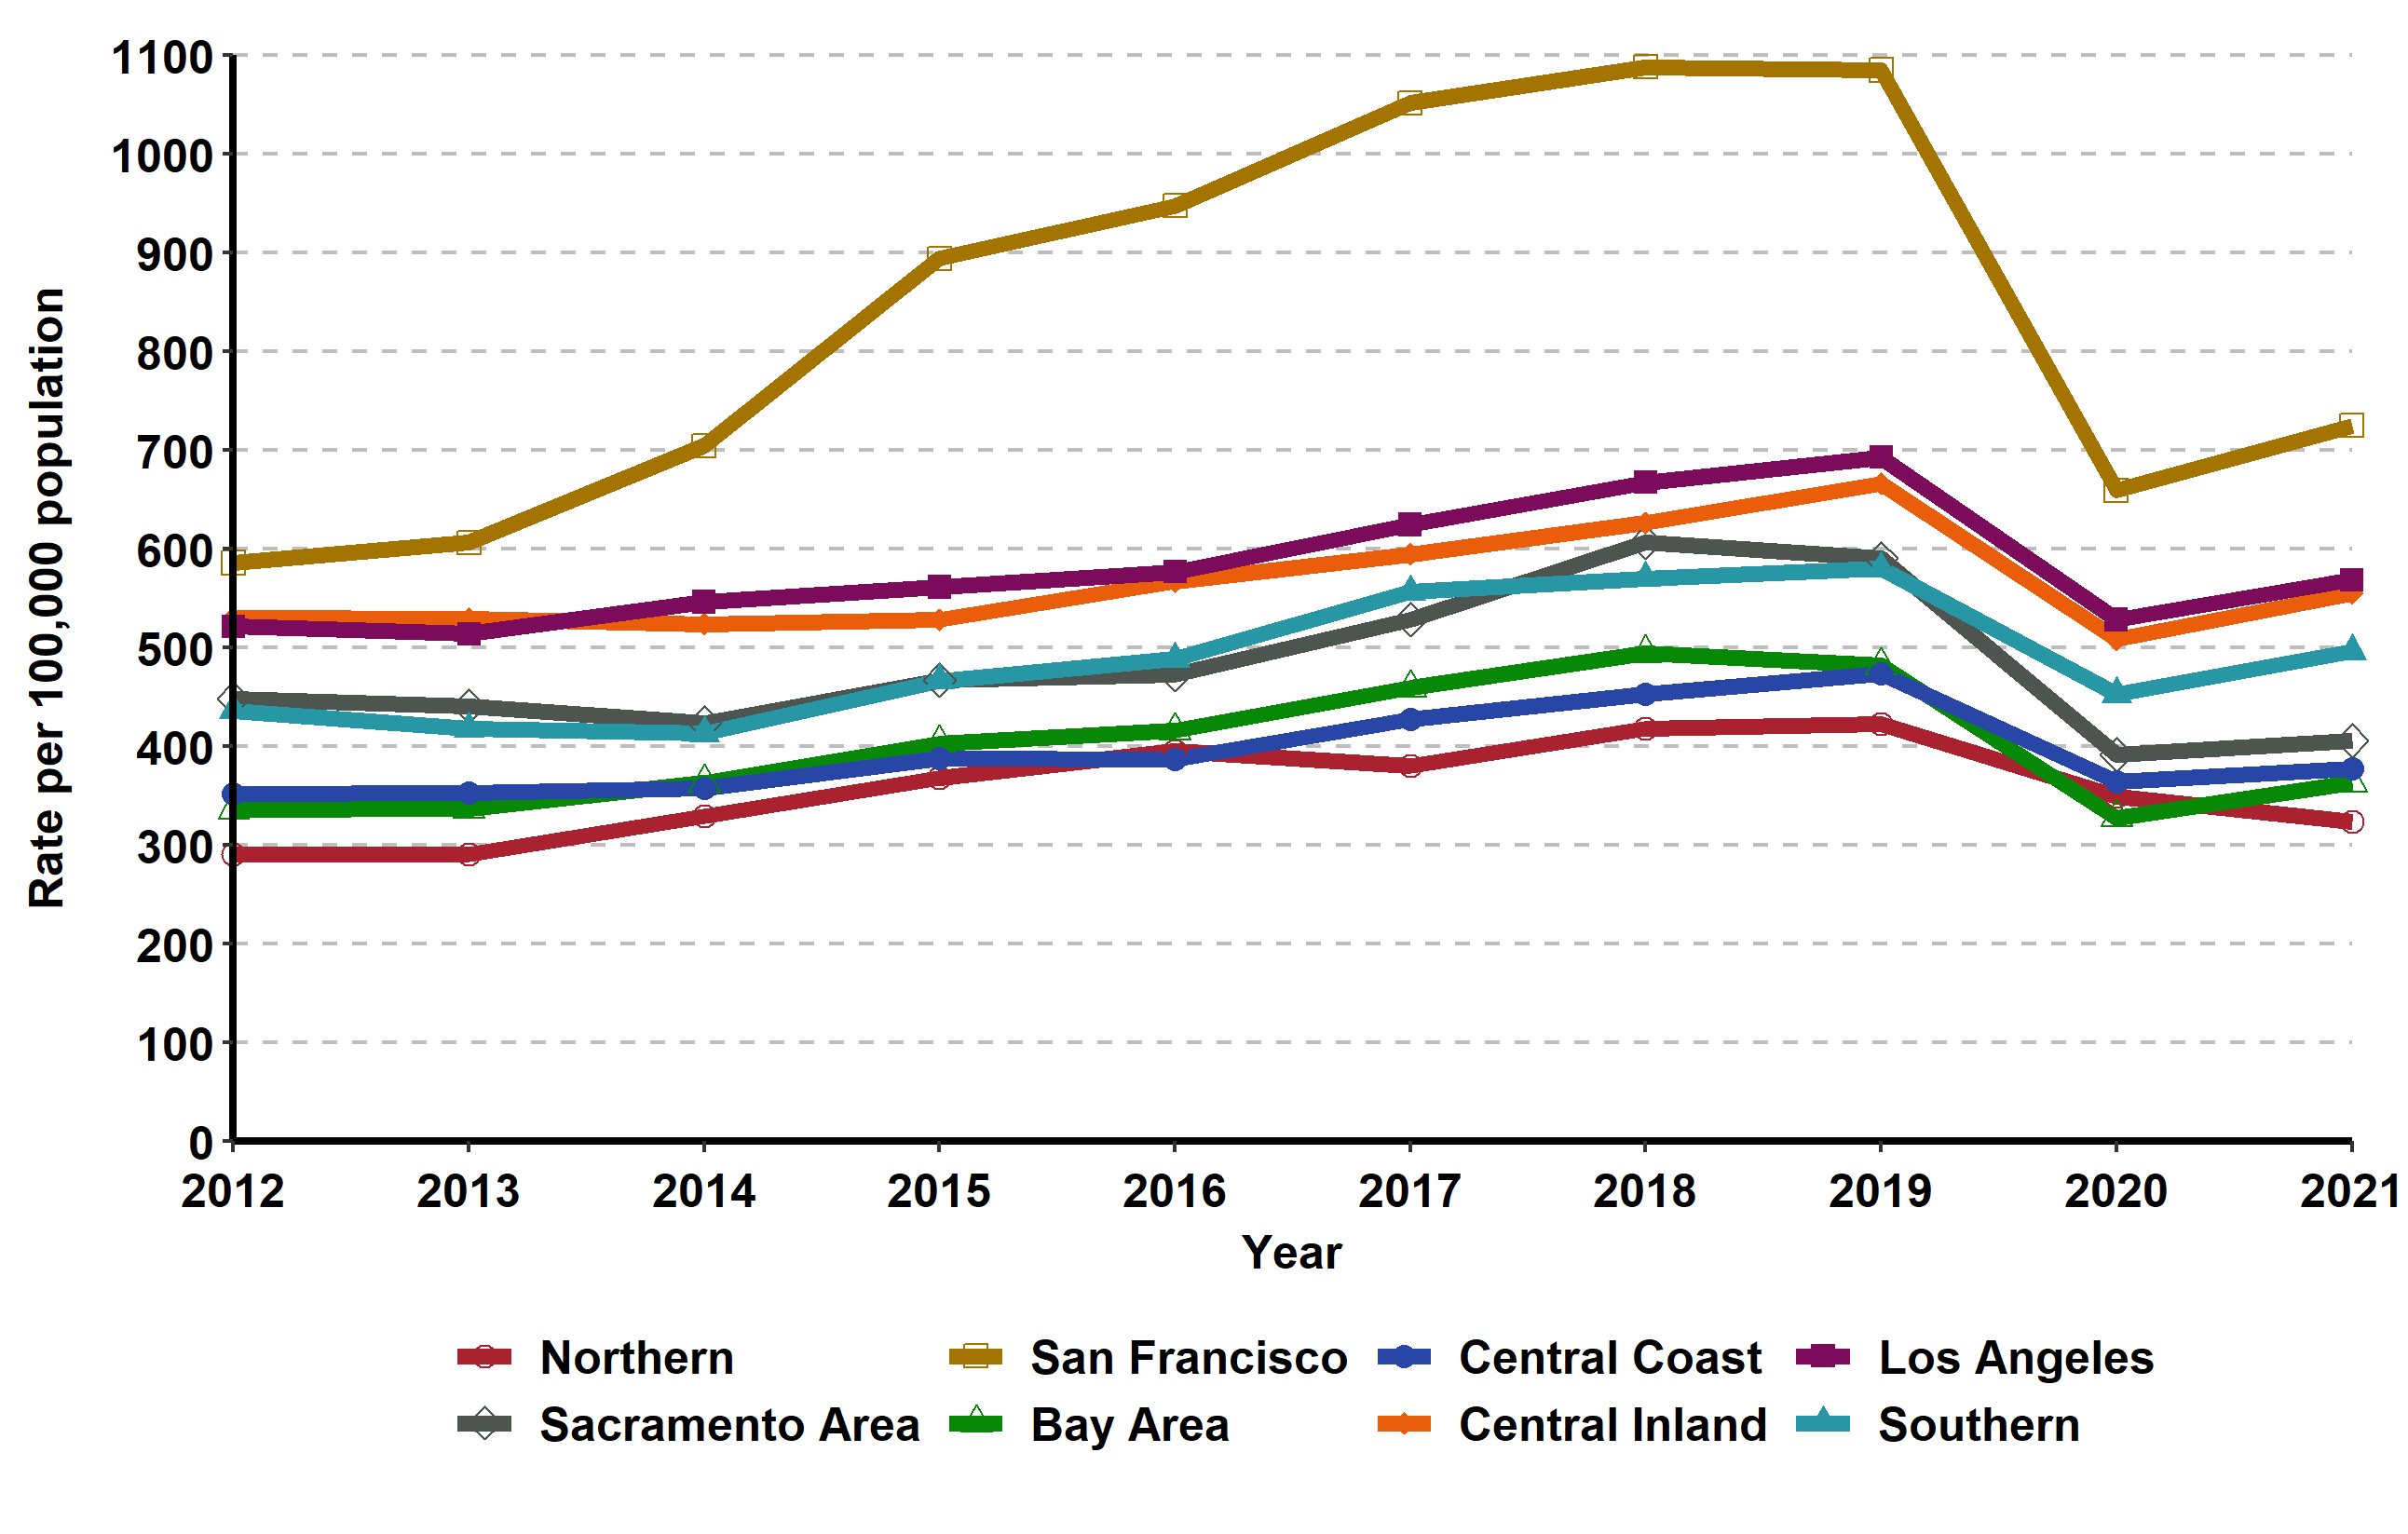 1100
1000
900
800
700
600
500
400
300
200
100
0
Rate per 100,000 population
2012 2013 2014 2015 2016 2017 2018 2019 2020 2021
Year
Northern San Francisco Central Coast Los Angeles
Sacramento Area Bay Area Central Inland Southern